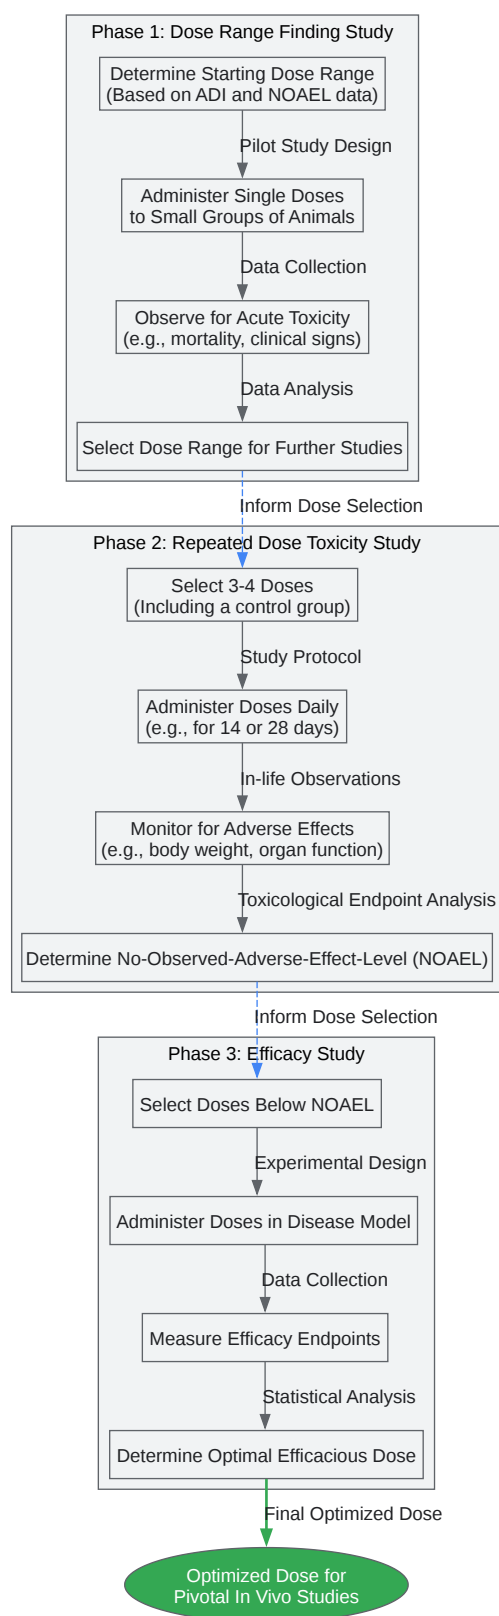 Phase 1: Dose Range Finding Study
Determine Starting Dose Range
(Based on ADI and NOAEL data)
Pilot Study Design
Administer Single Doses
to Small Groups of Animals
Data Collection
Observe for Acute Toxicity
(e.g., mortality, clinical signs)
Data Analysis
Select Dose Range for Further Studies
Inform Dose Selection
Phase 2: Repeated Dose Toxicity Study
Select 3-4 Doses
(Including a control group)
Study Protocol
Administer Doses Daily
(e.g., for 14 or 28 days)
In-life Observations
Monitor for Adverse Effects
(e.g., body weight, organ function)
Toxicological Endpoint Analysis
Determine No-Observed-Adverse-Effect-Level (NOAEL)
Inform Dose Selection
Phase 3: Efficacy Study
Select Doses Below NOAEL
Experimental Design
Administer Doses in Disease Model
Data Collection
Measure Efficacy Endpoints
Statistical Analysis
Determine Optimal Efficacious Dose
Final Optimized Dose
Optimized Dose for
Pivotal In Vivo Studies